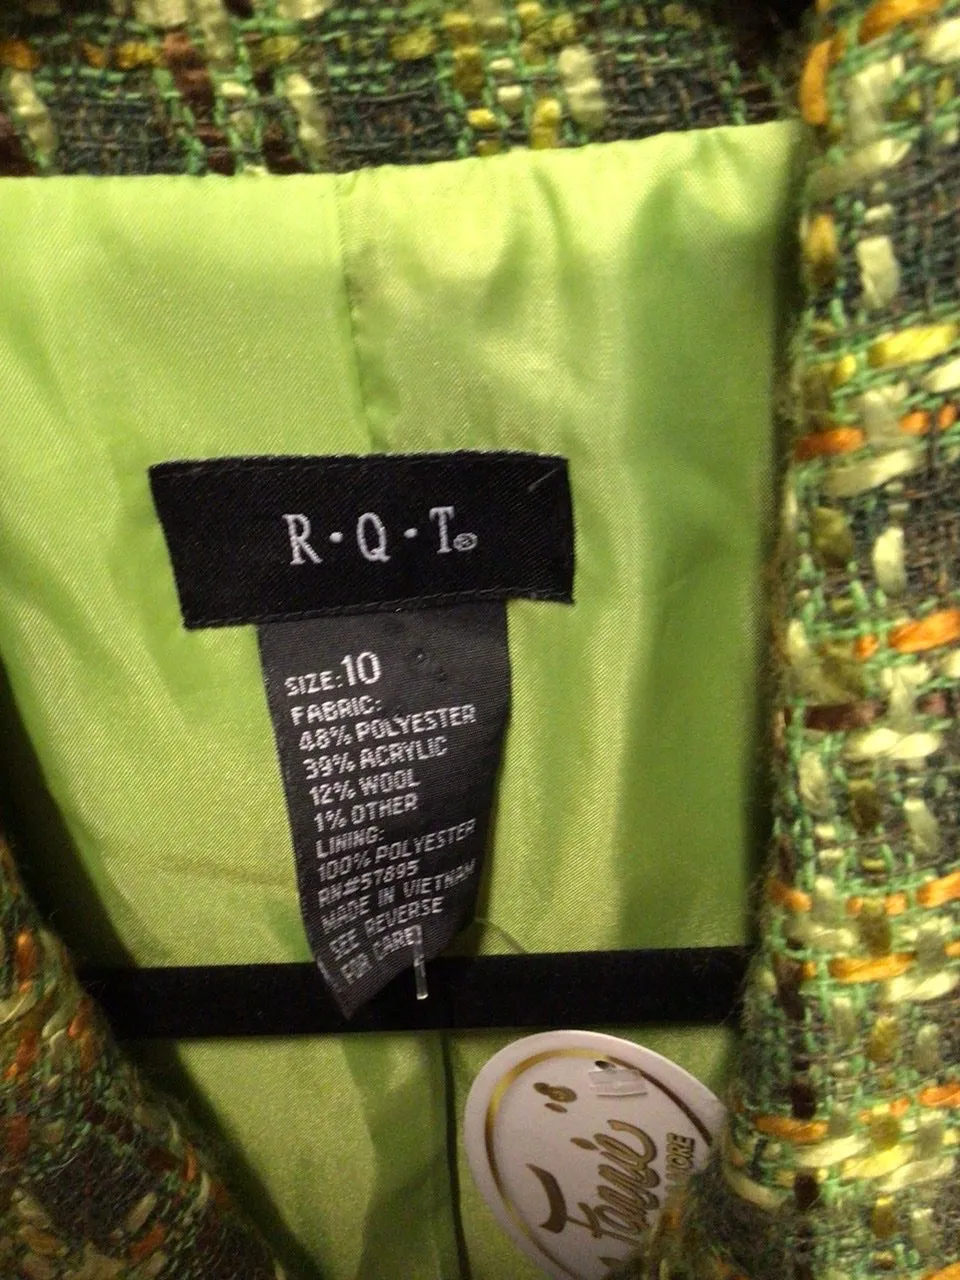 R·Q·T®
SIZE:10
FABRIC:
48% POLYESTER
39% ACRYLIC
12% WOOL
1% OTHER
LINING:
100% POLYESTER
RN#57895
MADE IN VIETNAM
SEE REVERSE
FOR CARE
MORE